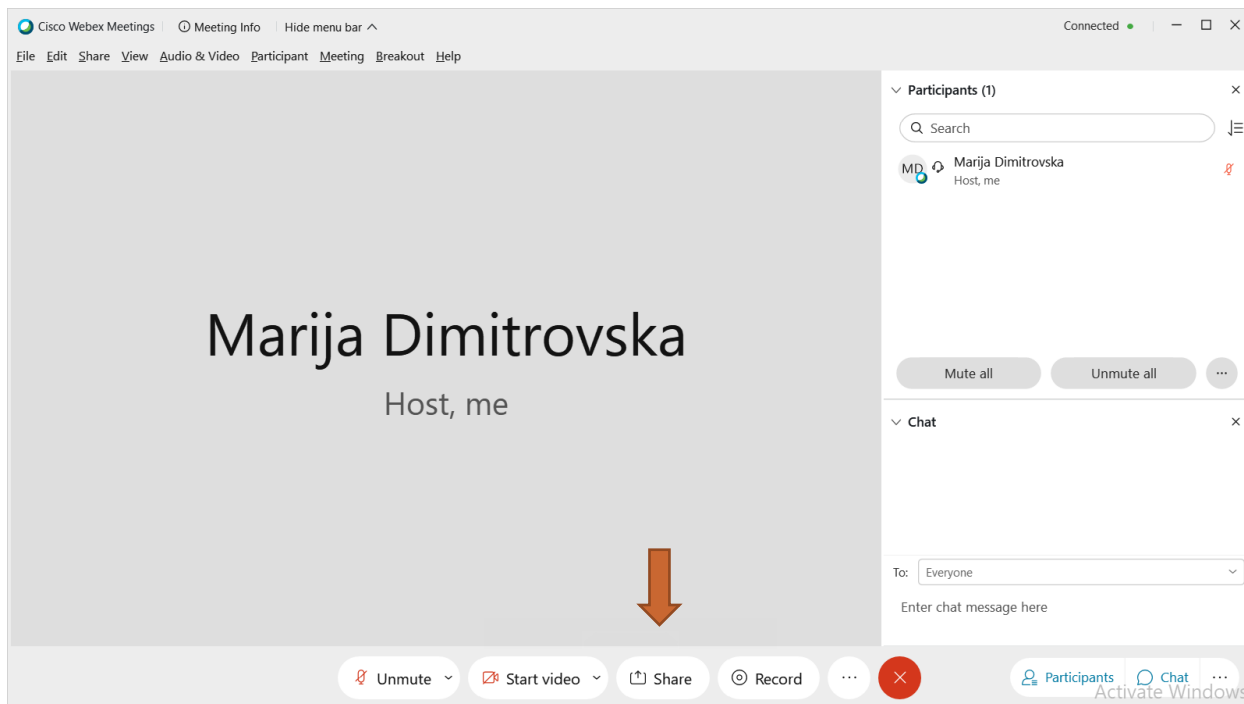 Cisco Webex Meetings Meeting Info Hide menu bar Connected
File Edit Share View Audio & Video Participant Meeting Breakout Help
Participants (1)
Search
MD Marija Dimitrovska
Host, me
Marija Dimitrovska
Host, me
Mute all Unmute all ...
Chat
To: Everyone
Enter chat message here
Unmute Start video Share Record ... Participants Chat ...
Activate Windows